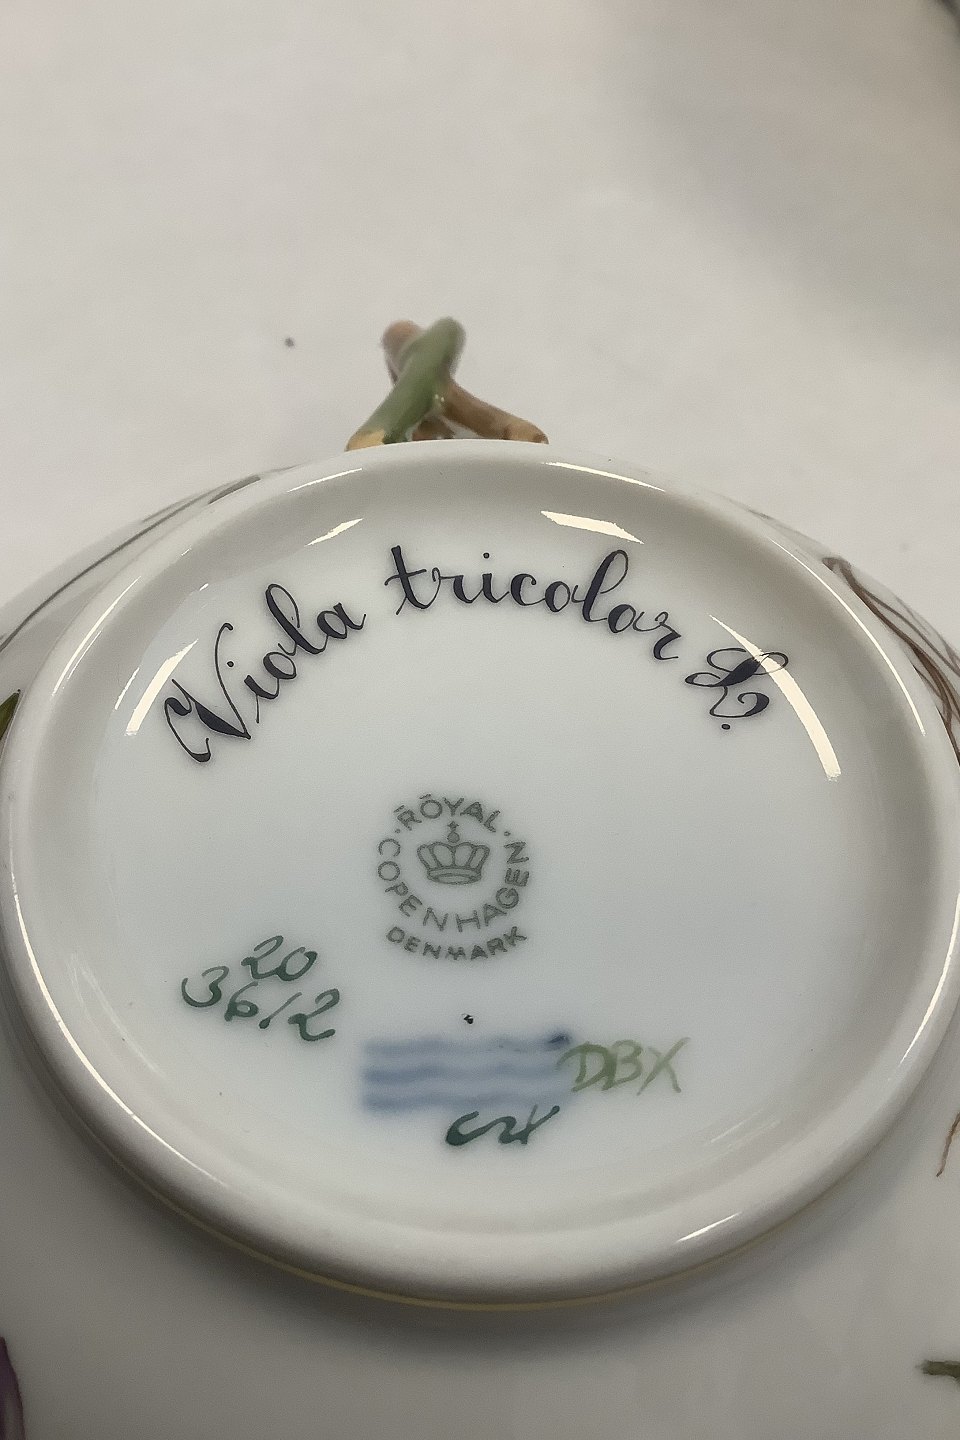 Viola tricolor L.
ROYAL
COPENHAGEN
DENMARK
20
3612
DBX